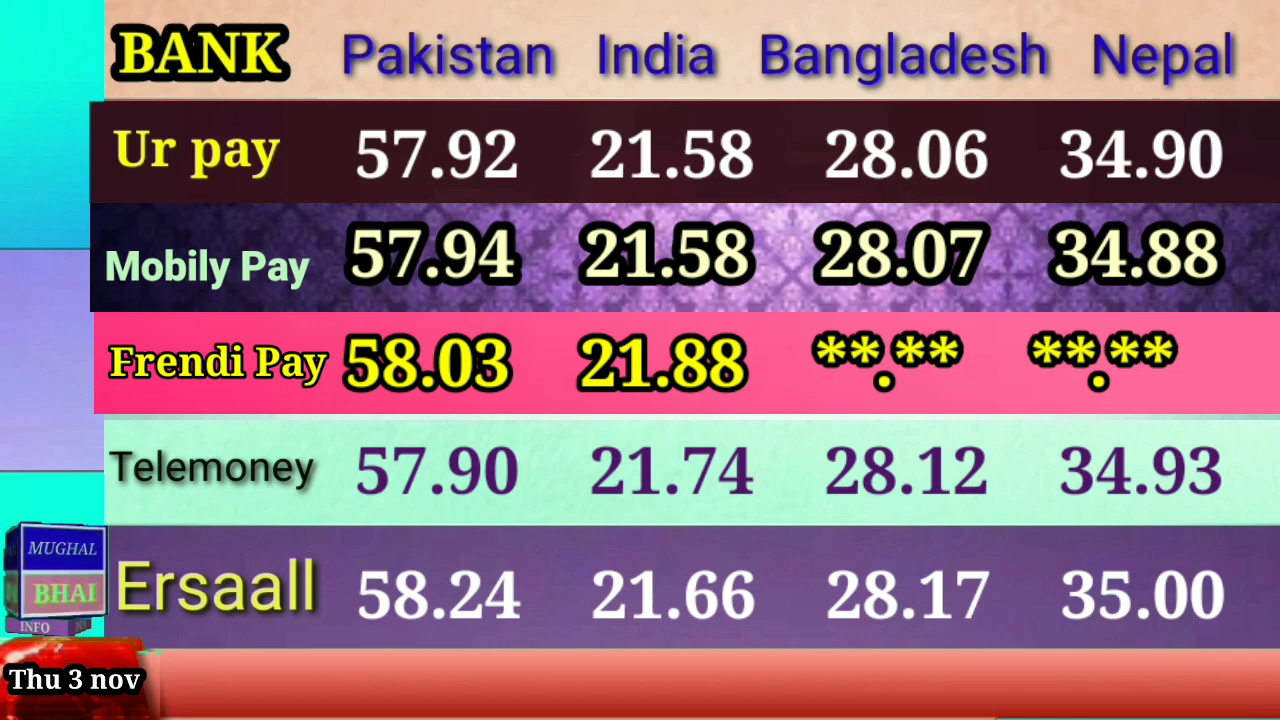 BANK Pakistan India Bangladesh Nepal
Ur pay 57.92 21.58 28.06 34.90
Mobily Pay 57.94 21.58 28.07 34.88
Frendi Pay 58.03 21.88 **.** **.**
Telemoney 57.90 21.74 28.12 34.93
Ersaall 58.24 21.66 28.17 35.00
MUGHAL
BHAI
INFO
Thu 3 nov